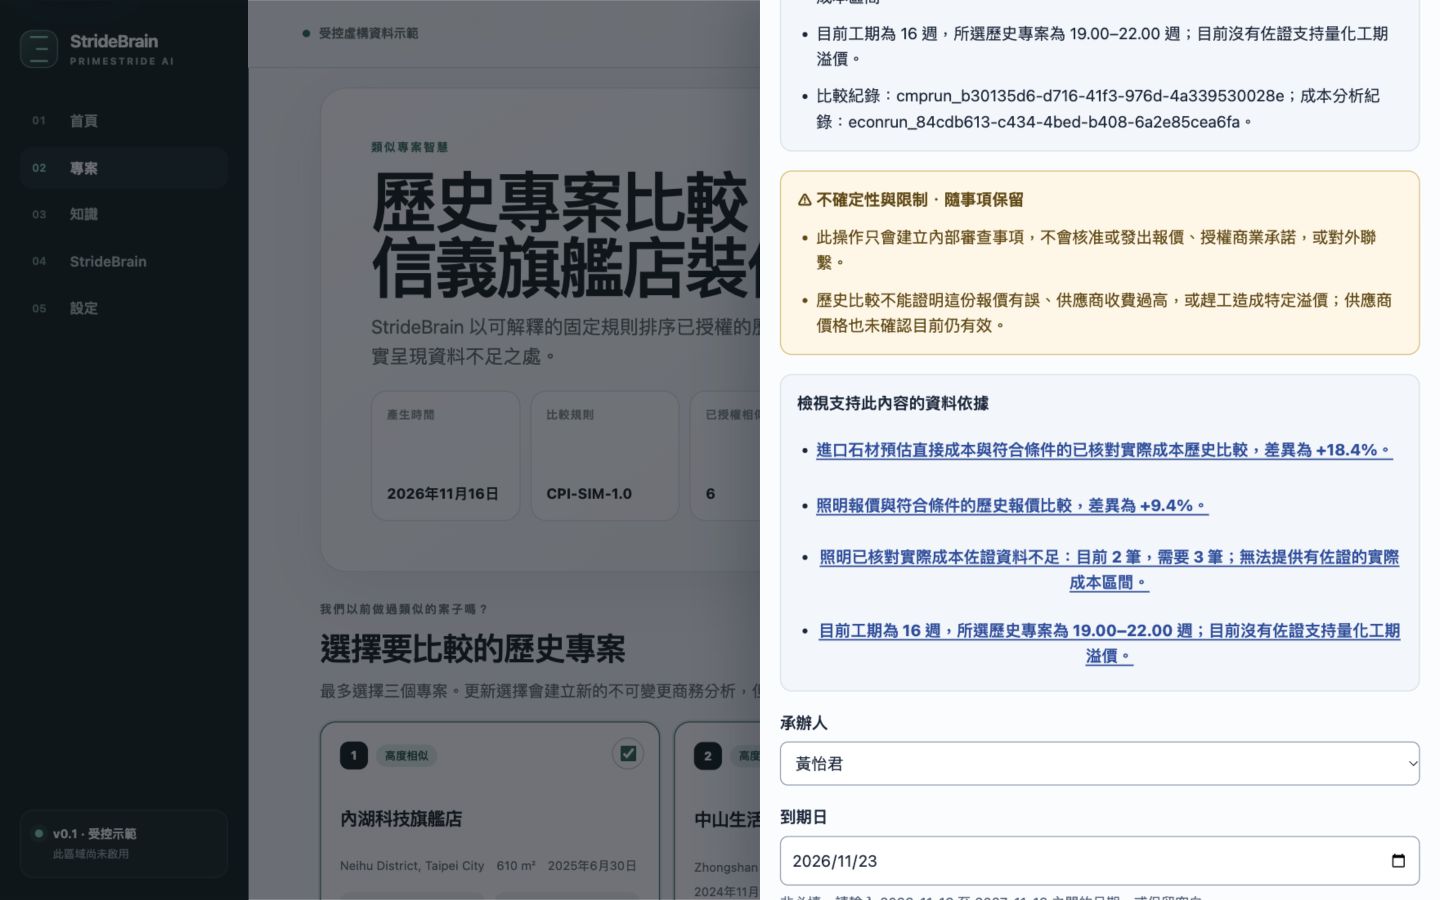 StrideBrain
PRIMESTRIDE AI
01 首頁
02 專案
03 知識
04 StrideBrain
05 設定
v0.1 · 受控示範
此區域尚未啟用
受控虛構資料示範
類似專案智慧
歷史專案比較
信義旗艦店裝
StrideBrain 以可解釋的固定規則排序已授權的
實呈現資料不足之處。
產生時間
2026年11月16日
比較規則
CPI-SIM-1.0
已授權相
6
我們以前做過類似的案子嗎？
選擇要比較的歷史專案
最多選擇三個專案。更新選擇會建立新的不可變更商務分析，
1 高度相似
內湖科技旗艦店
Neihu District, Taipei City 610 m² 2025年6月30日
2 高度
中山生活
Zhongshan
2024年11月
目前工期為 16 週，所選歷史專案為 19.00–22.00 週；目前沒有佐證支持量化工期
溢價。
比較紀錄：cmprun_b30135d6-d716-41f3-976d-4a339530028e；成本分析紀
錄：econrun_84cdb613-c434-4bed-b408-6a2e85cea6fa。
⚠ 不確定性與限制 · 隨事項保留
此操作只會建立內部審查事項，不會核准或發出報價、授權商業承諾，或對外聯
繫。
歷史比較不能證明這份報價有誤、供應商收費過高，或趕工造成特定溢價；供應商
價格也未確認目前仍有效。
檢視支持此內容的資料依據
進口石材預估直接成本與符合條件的已核對實際成本歷史比較，差異為 +18.4%。
照明報價與符合條件的歷史報價比較，差異為 +9.4%。
照明已核對實際成本佐證資料不足：目前 2 筆，需要 3 筆；無法提供有佐證的實際
成本區間。
目前工期為 16 週，所選歷史專案為 19.00–22.00 週；目前沒有佐證支持量化工期
溢價。
承辦人
黃怡君
到期日
2026/11/23